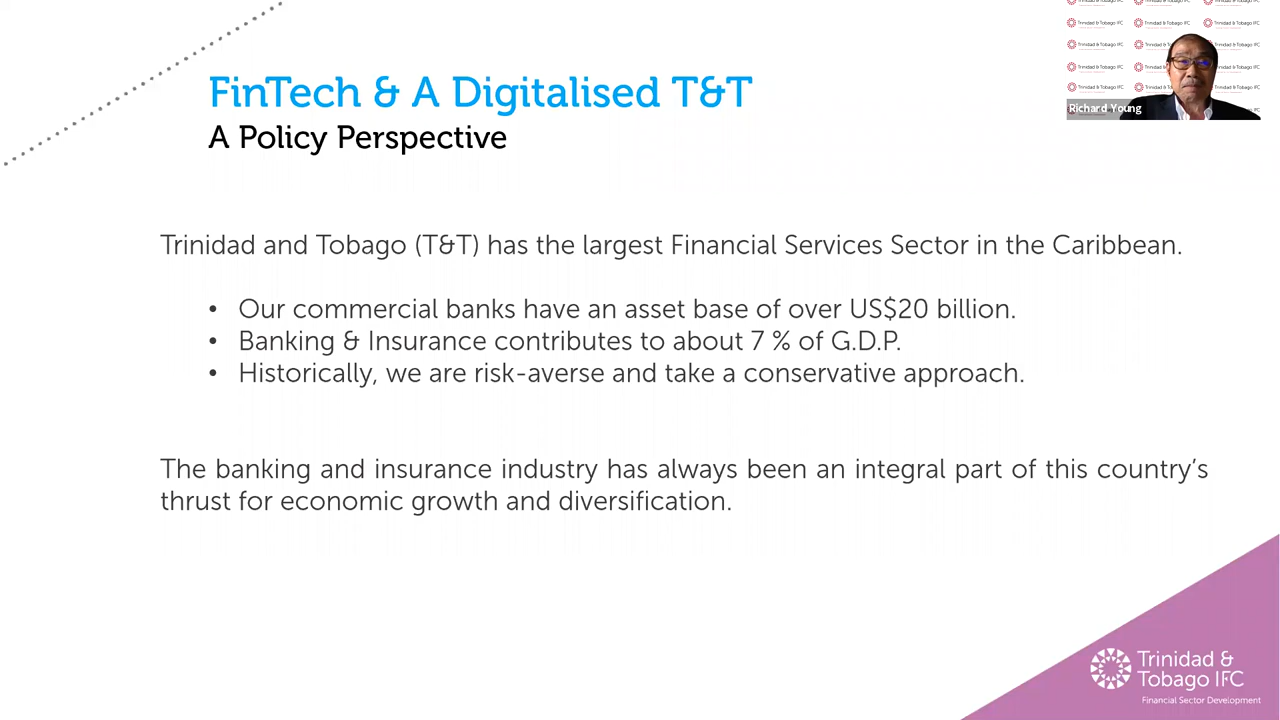 FinTech & A Digitalised T&T
A Policy Perspective
Richard Young
Trinidad and Tobago (T&T) has the largest Financial Services Sector in the Caribbean.
• Our commercial banks have an asset base of over US$20 billion.
• Banking & Insurance contributes to about 7 % of G.D.P.
• Historically, we are risk-averse and take a conservative approach.
The banking and insurance industry has always been an integral part of this country's
thrust for economic growth and diversification.
Trinidad &
Tobago IFC
Financial Sector Development